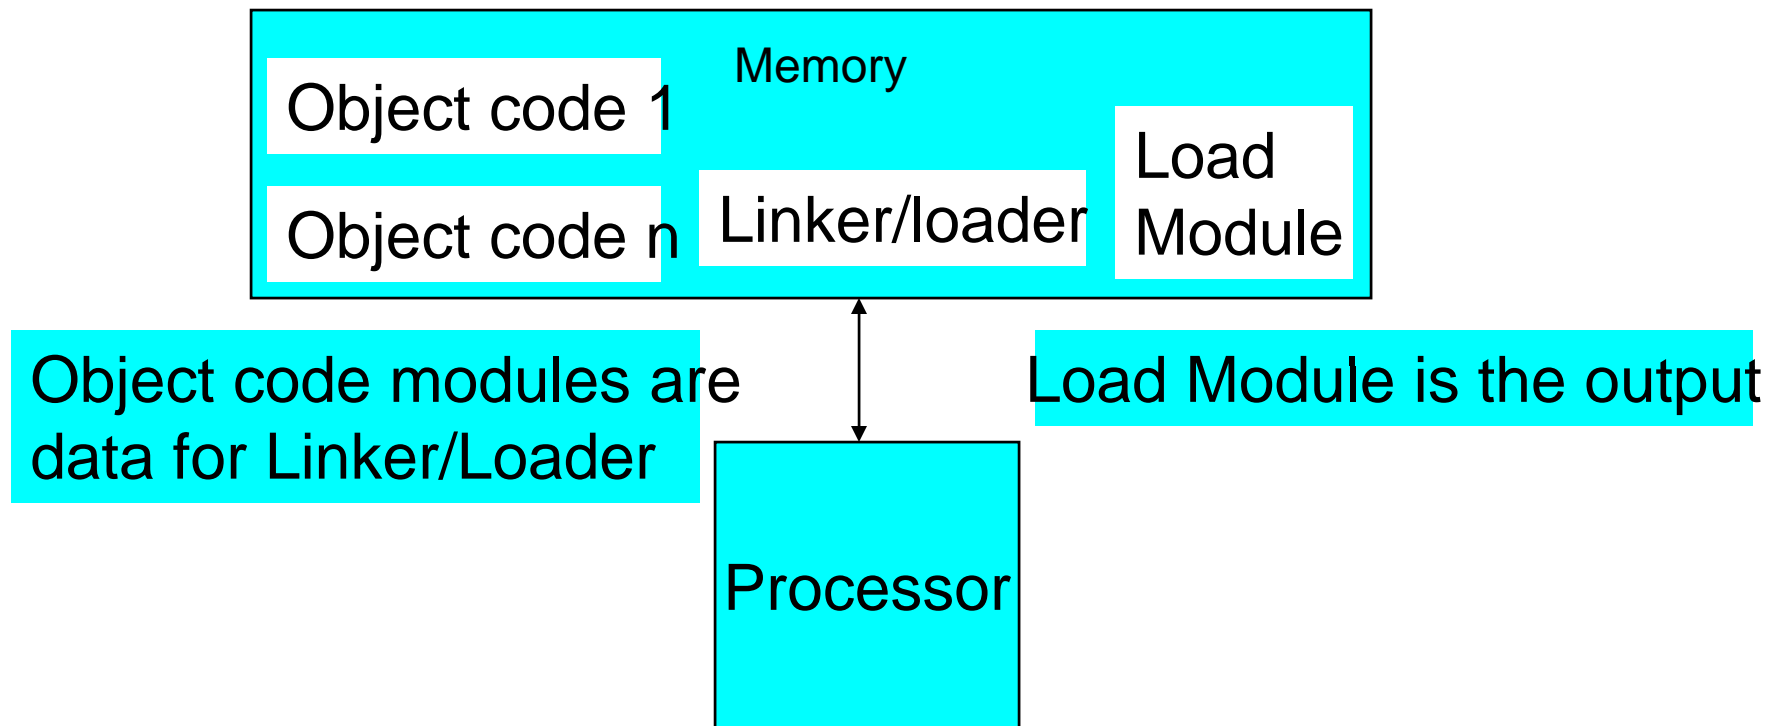 Memory
Object code 1
Object code n
Linker/loader
Load
Module
Object code modules are
data for Linker/Loader
Load Module is the output
Processor